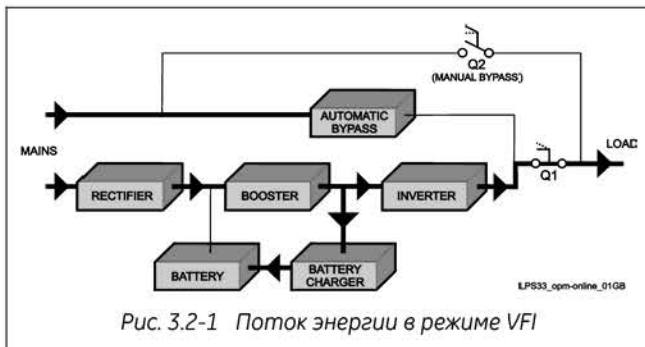 Q2
(MANUAL BYPASS)
AUTOMATIC
BYPASS
MAINS
LOAD
RECTIFIER
BOOSTER
INVERTER
Q1
BATTERY
BATTERY
CHARGER
ILPS33_opm-online_01GB
Рис. 3.2-1 Поток энергии в режиме VFI